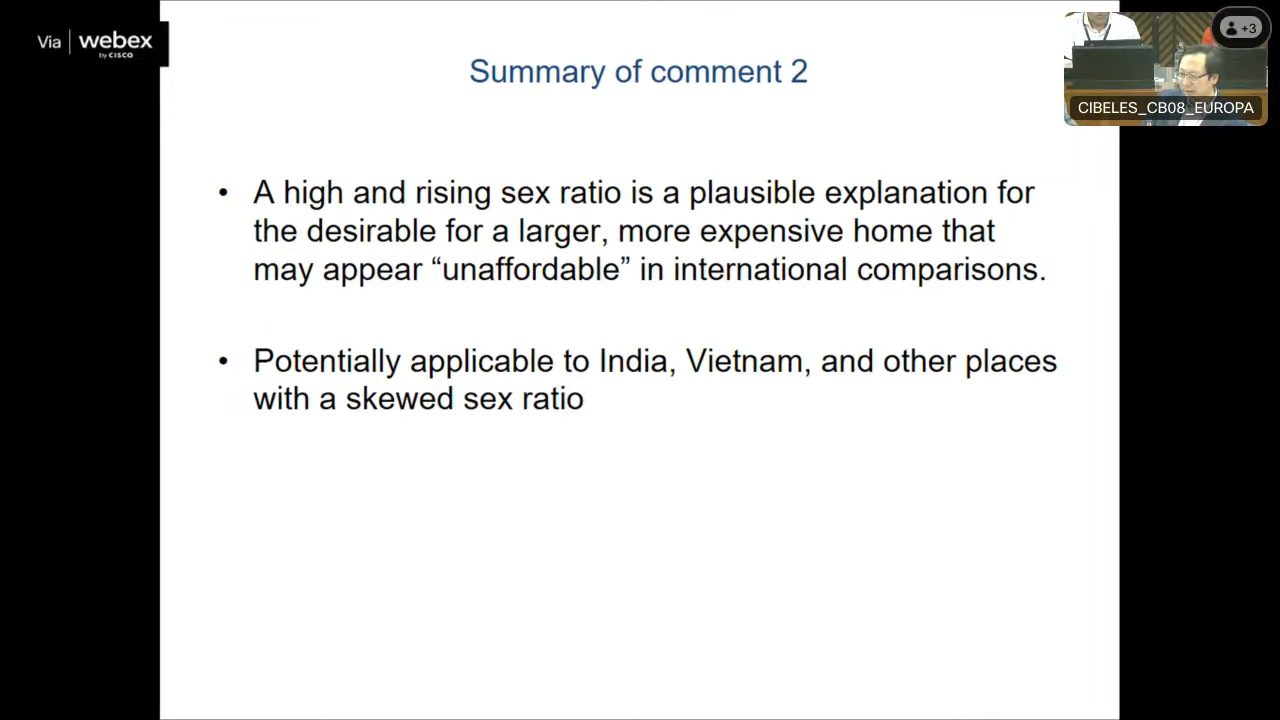 Via webex
by CISCO
+3
CIBELES_CB08_EUROPA
Summary of comment 2
• A high and rising sex ratio is a plausible explanation for
the desirable for a larger, more expensive home that
may appear “unaffordable” in international comparisons.
• Potentially applicable to India, Vietnam, and other places
with a skewed sex ratio